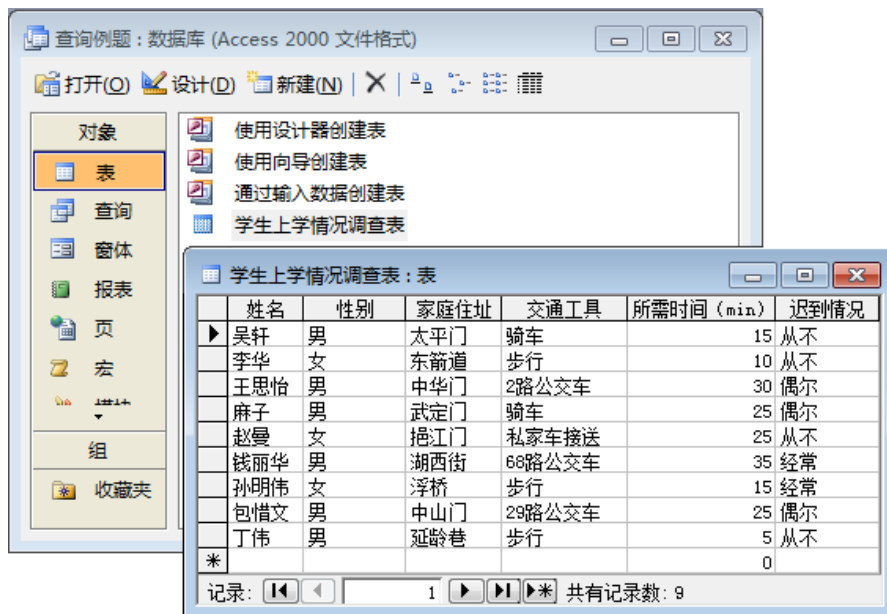 查询例题 : 数据库 (Access 2000 文件格式)
打开(O) 设计(D) 新建(N)
对象
表
查询
窗体
报表
页
宏
组
收藏夹
使用设计器创建表
使用向导创建表
通过输入数据创建表
学生上学情况调查表
学生上学情况调查表 : 表
姓名 性别 家庭住址 交通工具 所需时间 (min) 迟到情况
吴轩 男 太平门 骑车 15 从不
李华 女 东箭道 步行 10 从不
王思怡 男 中华门 2路公交车 30 偶尔
麻子 男 武定门 骑车 25 偶尔
赵曼 女 挹江门 私家车接送 25 从不
钱丽华 男 湖西街 68路公交车 35 经常
孙明伟 女 浮桥 步行 15 经常
包惜文 男 中山门 29路公交车 25 偶尔
丁伟 男 延龄巷 步行 5 从不
0
记录: 1 共有记录数: 9